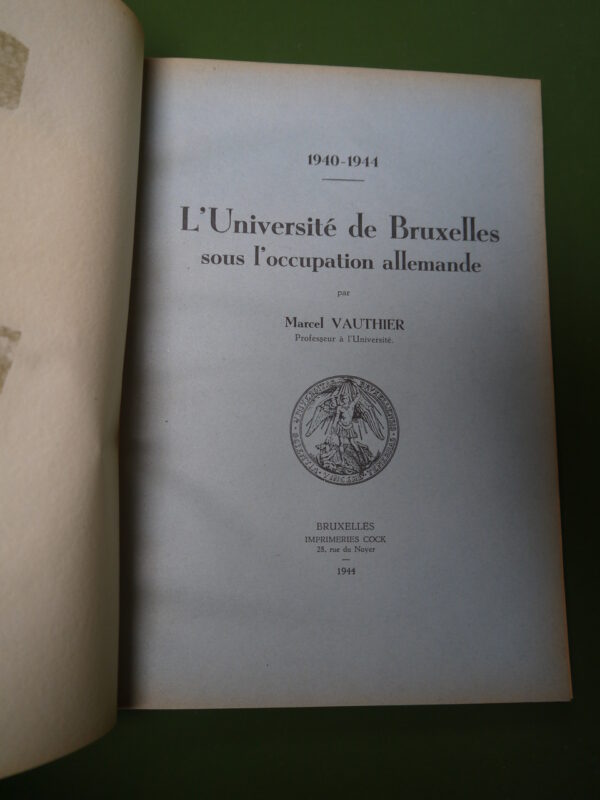 1940-1944
L'Université de Bruxelles
sous l'occupation allemande
par
Marcel VAUTHIER
Professeur à l'Université.
BRUXELLES
IMPRIMERIES COCK
28, rue du Noyer
1944